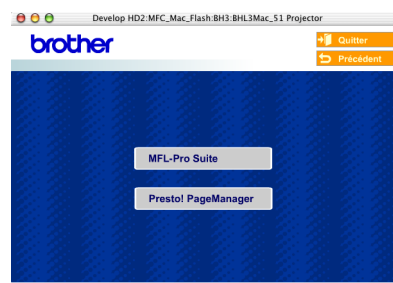 Develop HD2:MFC_Mac_Flash:BH3:BHL3Mac_51 Projector
brother
Quitter
Précédent
MFL-Pro Suite
Presto! PageManager